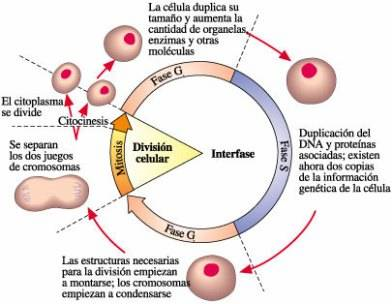 La célula duplica su
tamaño y aumenta la
cantidad de organelas,
enzimas y otras
moléculas
Fase G
El citoplasma
se divide
Citocinesis
Se separan
los dos juegos
de cromosomas
Mitosis
División
celular
Interfase
Fase S
Duplicación del
DNA y proteínas
asociadas; existen
ahora dos copias
de la información
genética de la célula
Fase G
Las estructuras necesarias
para la división empiezan
a montarse; los cromosomas
empiezan a condensarse